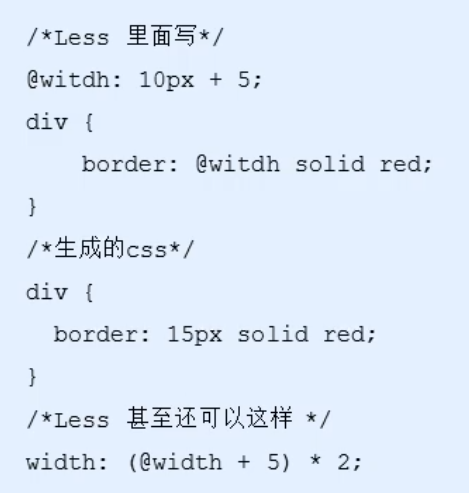 /*Less 里面写*/
@witdh: 10px + 5;
div {
    border: @witdh solid red;
}
/*生成的css*/
div {
  border: 15px solid red;
}
/*Less 甚至还可以这样 */
width: (@width + 5) * 2;